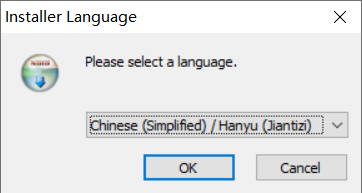 Installer Language
Please select a language.
Chinese (Simplified) / Hanyu (Jiantizi)
OK
Cancel